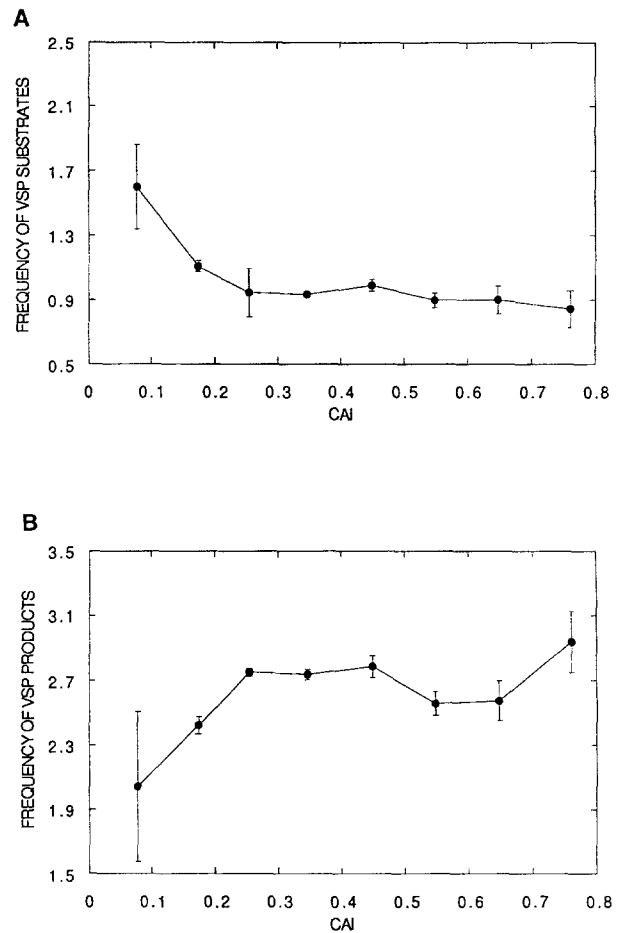 A
FREQUENCY OF VSP SUBSTRATES
2.5
2.1
1.7
1.3
0.9
0.5
0 0.1 0.2 0.3 0.4 0.5 0.6 0.7 0.8
CAI
B
FREQUENCY OF VSP PRODUCTS
3.5
3.1
2.7
2.3
1.9
1.5
0 0.1 0.2 0.3 0.4 0.5 0.6 0.7 0.8
CAI